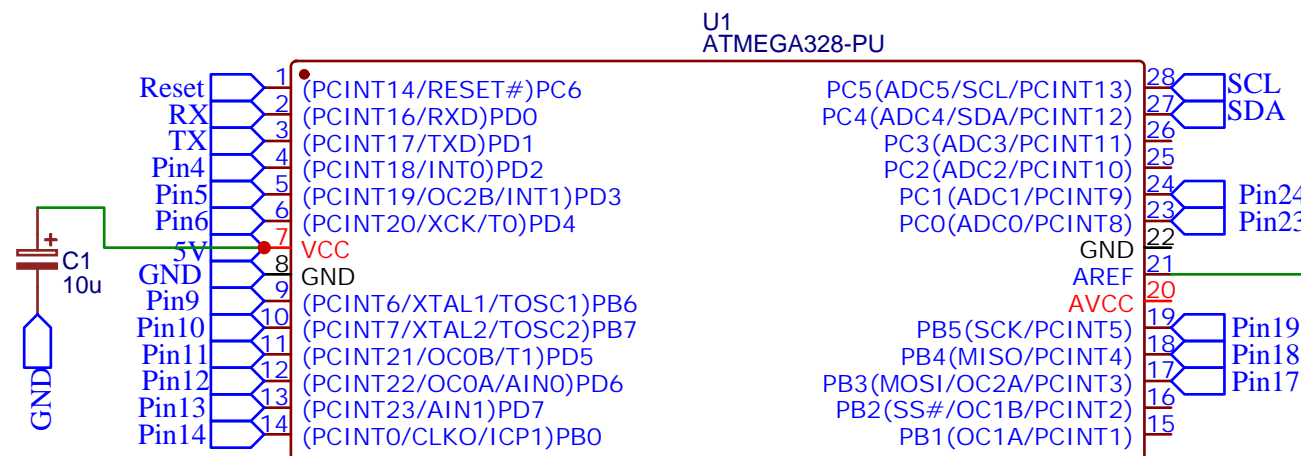 U1
ATMEGA328-PU
Reset 1 (PCINT14/RESET#)PC6 PC5(ADC5/SCL/PCINT13) 28 SCL
RX 2 (PCINT16/RXD)PD0 PC4(ADC4/SDA/PCINT12) 27 SDA
TX 3 (PCINT17/TXD)PD1 PC3(ADC3/PCINT11) 26
Pin4 4 (PCINT18/INT0)PD2 PC2(ADC2/PCINT10) 25
Pin5 5 (PCINT19/OC2B/INT1)PD3 PC1(ADC1/PCINT9) 24 Pin24
Pin6 6 (PCINT20/XCK/T0)PD4 PC0(ADC0/PCINT8) 23 Pin23
5V 7 VCC GND 22
+
C1
10u
GND 8 GND AREF 21
Pin9 9 (PCINT6/XTAL1/TOSC1)PB6 AVCC 20
Pin10 10 (PCINT7/XTAL2/TOSC2)PB7 PB5(SCK/PCINT5) 19 Pin19
Pin11 11 (PCINT21/OC0B/T1)PD5 PB4(MISO/PCINT4) 18 Pin18
Pin12 12 (PCINT22/OC0A/AIN0)PD6 PB3(MOSI/OC2A/PCINT3) 17 Pin17
Pin13 13 (PCINT23/AIN1)PD7 PB2(SS#/OC1B/PCINT2) 16
Pin14 14 (PCINT0/CLKO/ICP1)PB0 PB1(OC1A/PCINT1) 15
GND